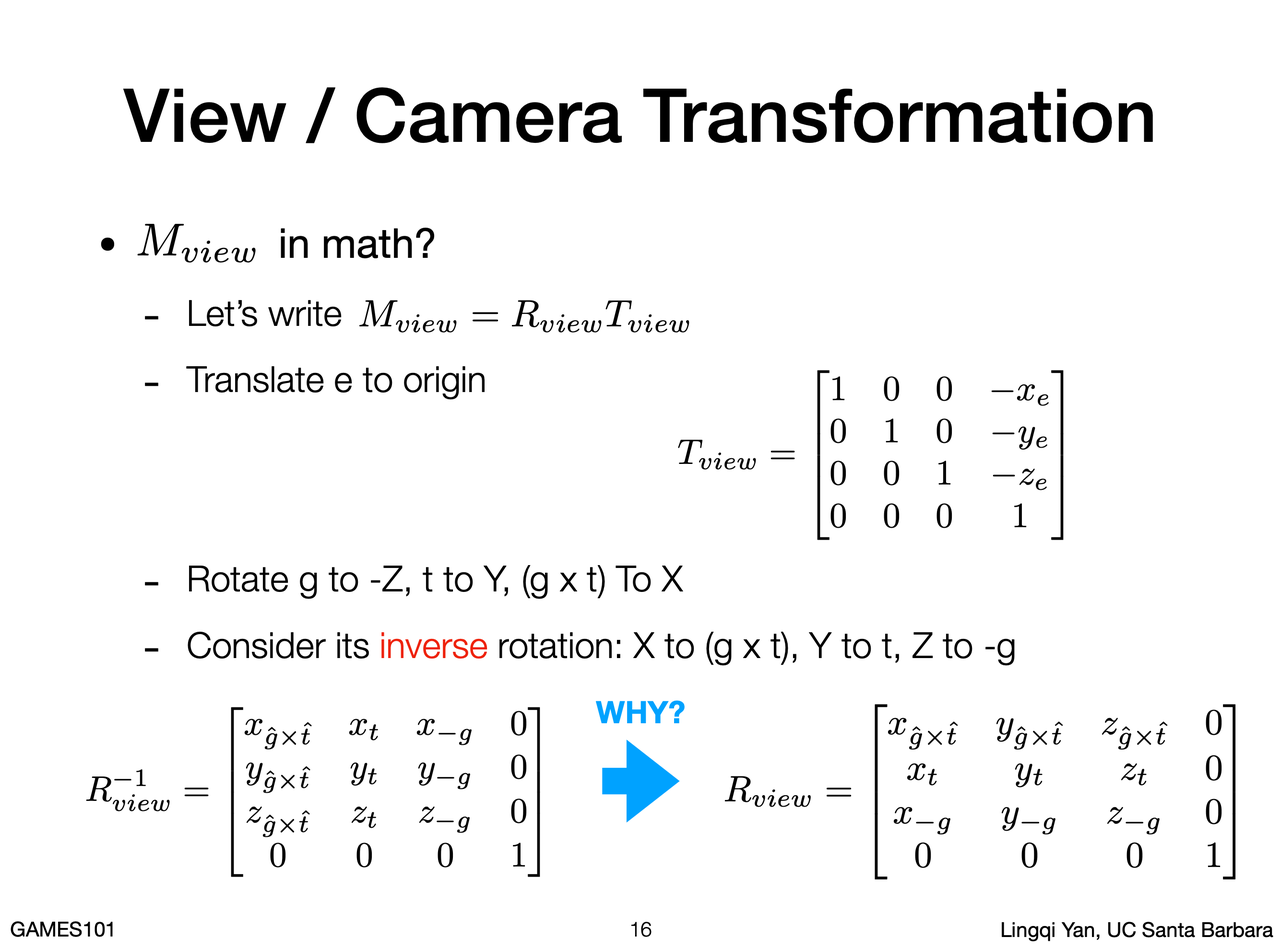 View / Camera Transformation
• $M_{view}$ in math?
- Let’s write $M_{view} = R_{view}T_{view}$
- Translate e to origin
$T_{view} = \begin{bmatrix} 1 & 0 & 0 & -x_e \\ 0 & 1 & 0 & -y_e \\ 0 & 0 & 1 & -z_e \\ 0 & 0 & 0 & 1 \end{bmatrix}$
- Rotate g to -Z, t to Y, (g x t) To X
- Consider its inverse rotation: X to (g x t), Y to t, Z to -g
$R_{view}^{-1} = \begin{bmatrix} x_{\hat{g}\times\hat{t}} & x_t & x_{-g} & 0 \\ y_{\hat{g}\times\hat{t}} & y_t & y_{-g} & 0 \\ z_{\hat{g}\times\hat{t}} & z_t & z_{-g} & 0 \\ 0 & 0 & 0 & 1 \end{bmatrix}$
WHY?
$R_{view} = \begin{bmatrix} x_{\hat{g}\times\hat{t}} & y_{\hat{g}\times\hat{t}} & z_{\hat{g}\times\hat{t}} & 0 \\ x_t & y_t & z_t & 0 \\ x_{-g} & y_{-g} & z_{-g} & 0 \\ 0 & 0 & 0 & 1 \end{bmatrix}$
GAMES101
16
Lingqi Yan, UC Santa Barbara